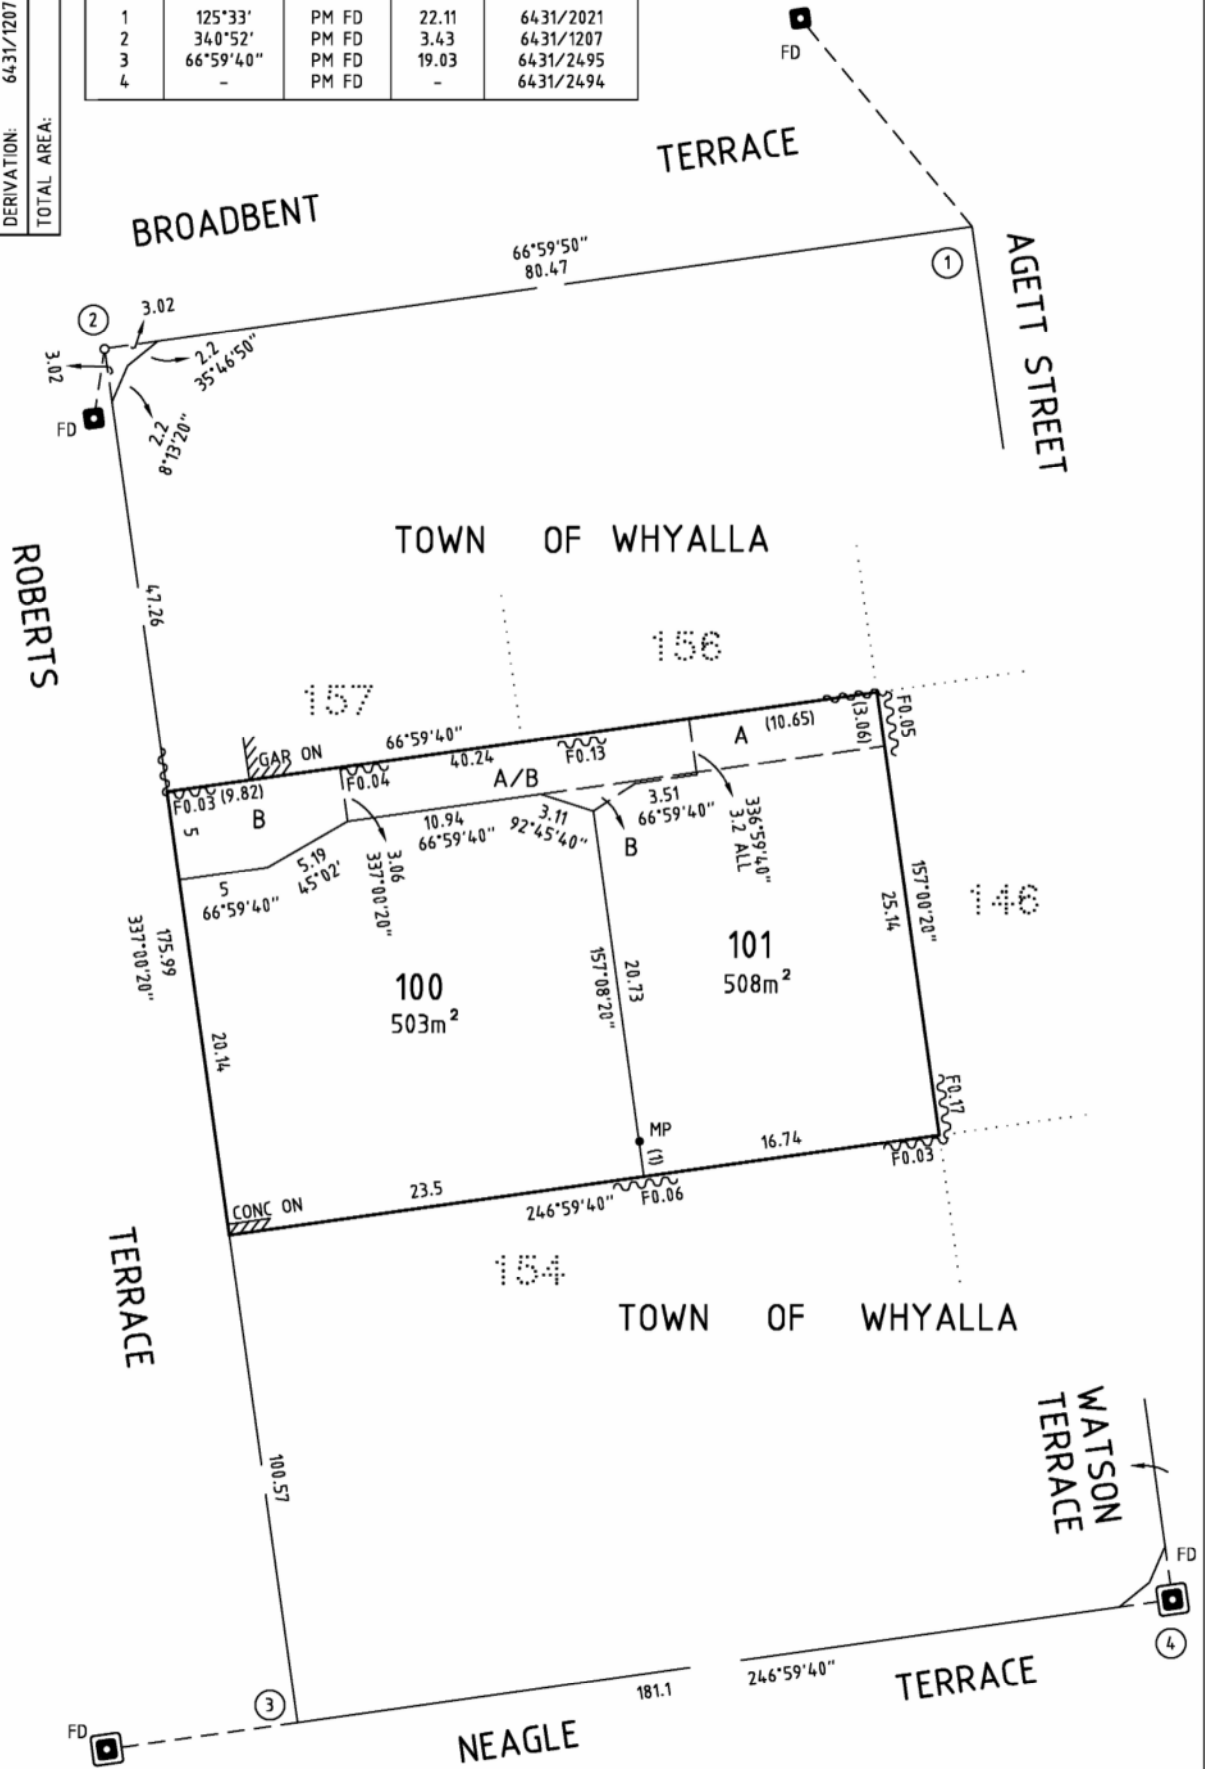 DERIVATION: 6431/1207
TOTAL AREA:
1 125°33' PM FD 22.11 6431/2021
2 340°52' PM FD 3.43 6431/1207
3 66°59'40" PM FD 19.03 6431/2495
4 - PM FD - 6431/2494
FD
BROADBENT TERRACE
66°59'50"
80.47
1
AGETT STREET
2
3.02
3.02
2.2
35°46'50"
FD
2.2
8°13'20"
TOWN OF WHYALLA
ROBERTS
47.26
156
157
GAR ON
66°59'40"
40.24
F0.13
A
(10.65)
(3.06)
F0.05
F0.03
(9.82)
F0.04
A/B
B
5
5
66°59'40"
5.19
45°02'
3.06
337°00'20"
10.94
66°59'40"
3.11
92°45'40"
B
3.51
66°59'40"
336°59'40"
3.2 ALL
157°00'20"
25.14
146
175.99
337°00'20"
20.14
100
503m²
157°08'20"
20.73
101
508m²
MP
(1)
16.74
F0.17
F0.03
CONC ON
23.5
246°59'40"
F0.06
154
TERRACE
TOWN OF WHYALLA
100.57
WATSON
TERRACE
FD
4
3
FD
181.1
246°59'40"
NEAGLE TERRACE